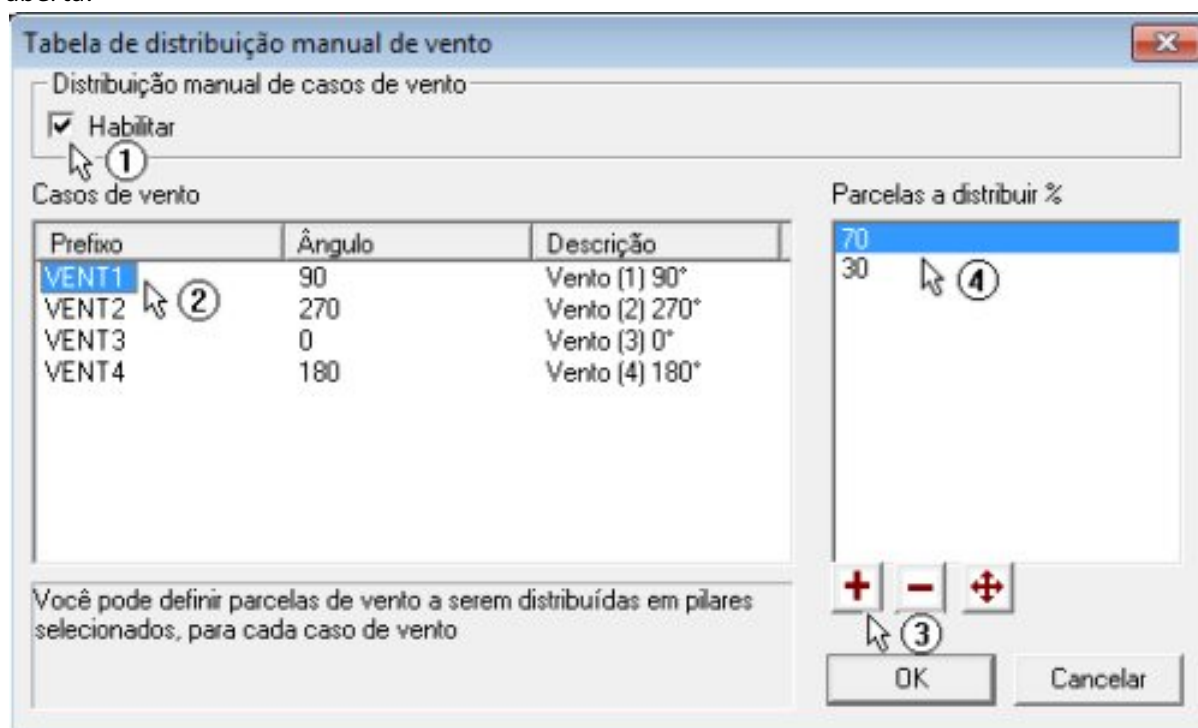 aberta.
Tabela de distribuição manual de vento
Distribuição manual de casos de vento
Habilitar
1
Casos de vento
Parcelas a distribuir %
Prefixo Ângulo Descrição
VENT1 90 Vento (1) 90°
VENT2 270 Vento (2) 270°
VENT3 0 Vento (3) 0°
VENT4 180 Vento (4) 180°
2
70
30
4
Você pode definir parcelas de vento a serem distribuídas em pilares
selecionados, para cada caso de vento
3
OK Cancelar